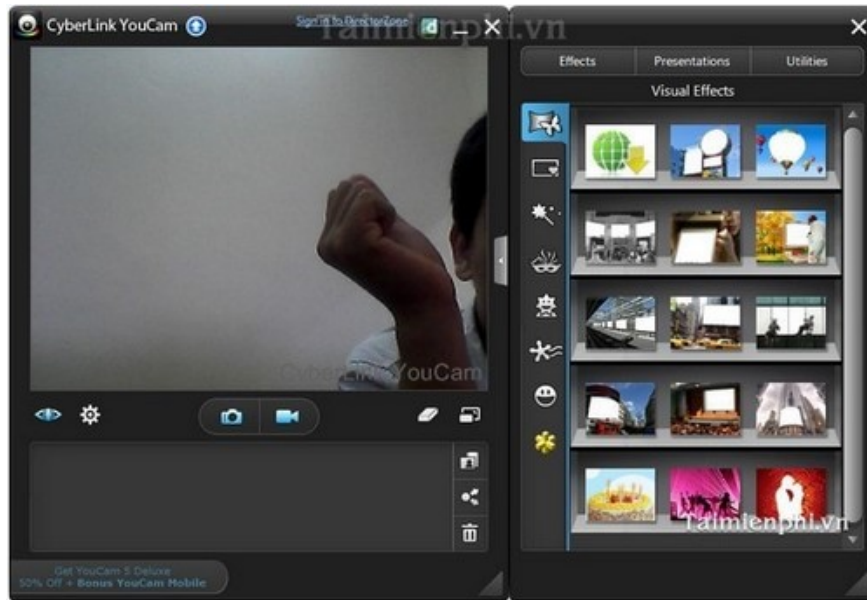 CyberLink YouCam
Sign in to DirectorZone
Taimienphi.vn
Effects
Presentations
Utilities
Visual Effects
CyberLink YouCam
Taimienphi.vn
Get YouCam 5 Deluxe
50% Off + Bonus YouCam Mobile